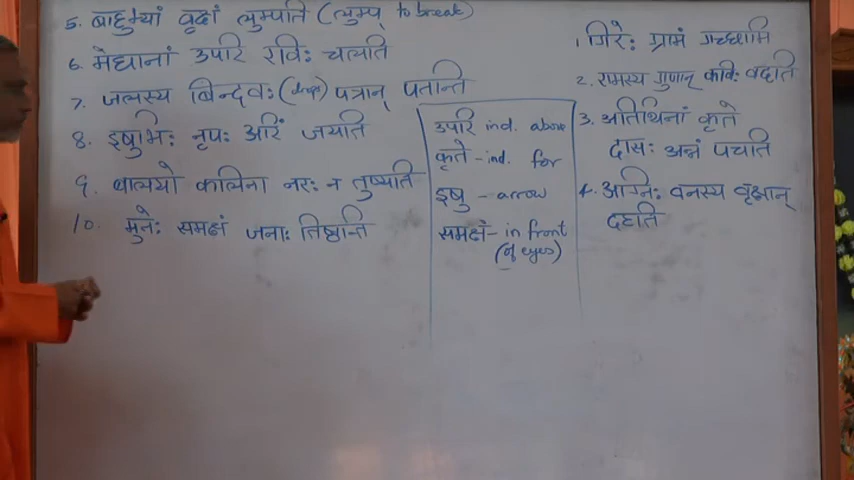 5. बाहुभ्यां वृक्षं लुम्पति (लुम्प् to break)
6. मेघानां उपरि रविः चलति
7. जलस्य बिन्दवः (drops) पत्रान् पतन्ति
8. इषुभिः नृपः अरिं जयति
9. कलिना नरः न तुष्यति
10. मुनेः समक्षं जनाः तिष्ठन्ति
उपरि ind. above
कृते - ind. for
इषु - arrow
समक्षं - in front
(of eyes)
1. गिरेः ग्रामं गच्छामि
2. रामस्य गुणान् कविः वदति
3. अतिथिनां कृते
दासः अन्नं पचति
4. अग्निः वनस्य वृक्षान्
दहति